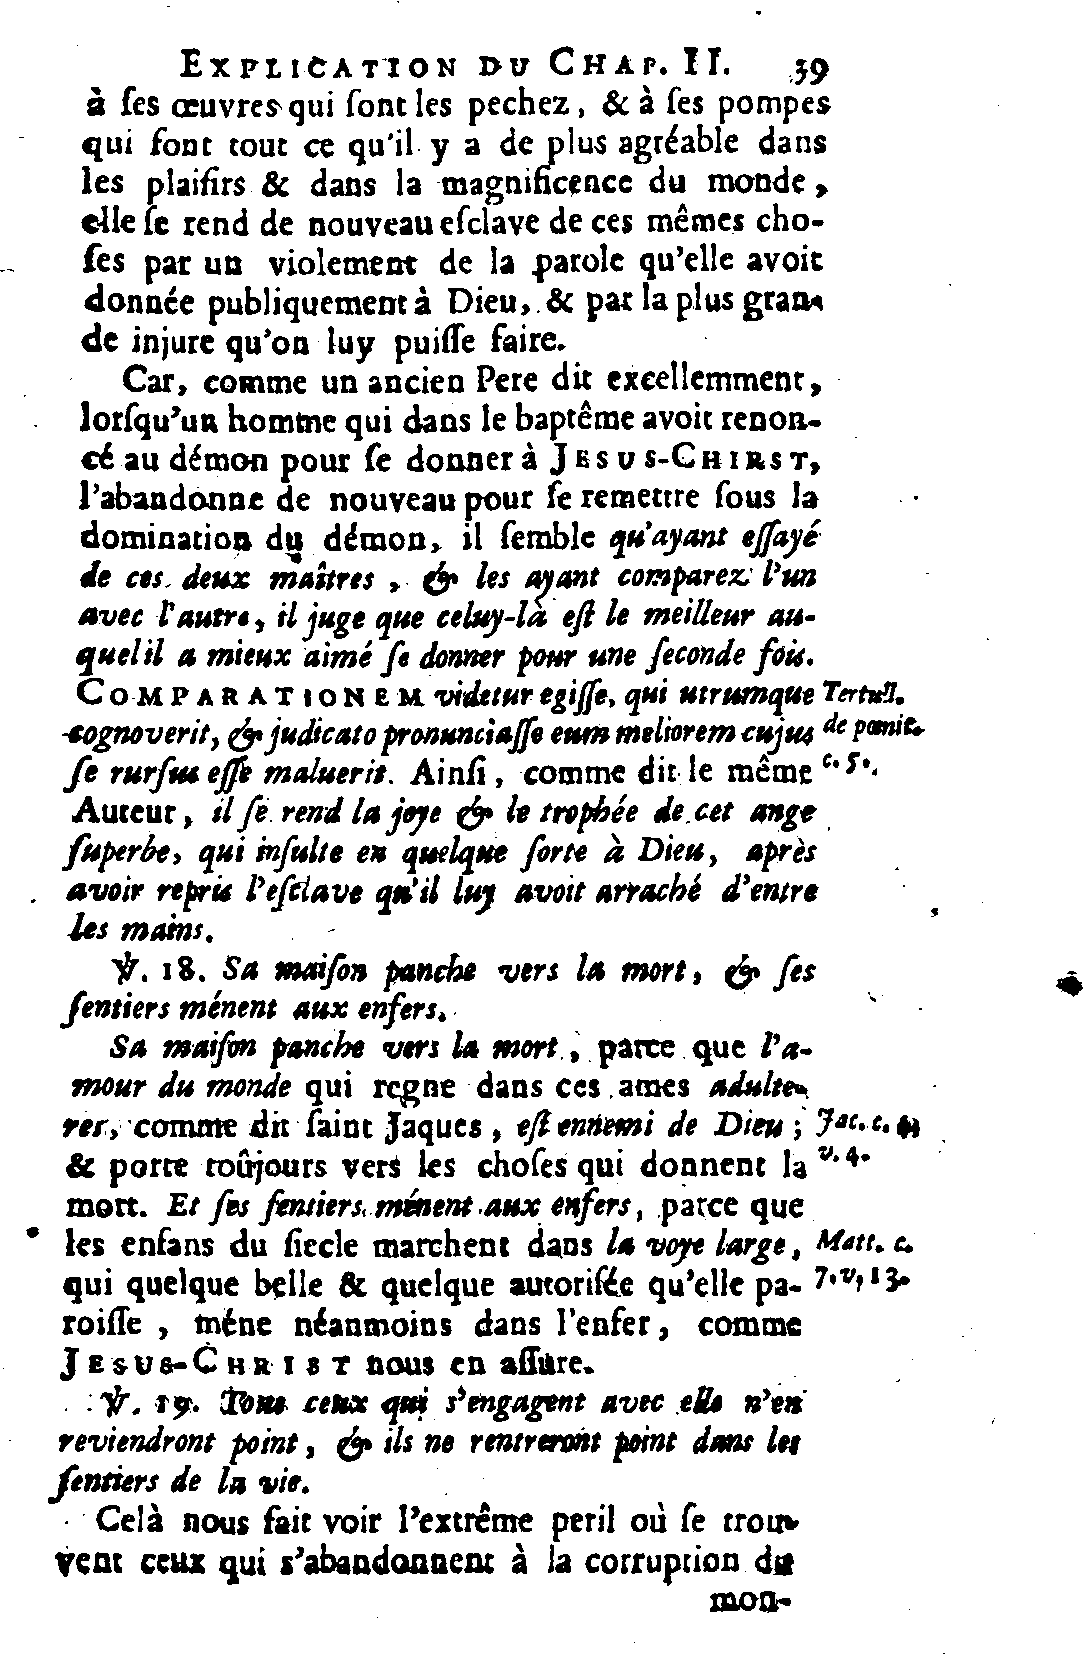 EXPLICATION DU CHAP. II. 39
à ſes œuvres qui ſont les pechez, & à ſes pompes
qui ſont tout ce qu'il y a de plus agréable dans
les plaiſirs & dans la magnificence du monde,
elle ſe rend de nouveau eſclave de ces mêmes cho-
ſes par un violement de la parole qu'elle avoit
donnée publiquement à Dieu, & par la plus gran-
de injure qu'on luy puiſſe faire.
Car, comme un ancien Pere dit excellemment,
lorſqu'un homme qui dans le baptême avoit renon-
cé au démon pour ſe donner à JESUS-CHIRST,
l'abandonne de nouveau pour ſe remettre ſous la
domination du démon, il ſemble qu'ayant eſſayé
de ces deux maîtres, & les ayant comparez l'un
avec l'autre, il juge que celuy-là eſt le meilleur au-
quel il a mieux aimé ſe donner pour une ſeconde fois.
COMPARATIONEM videtur egiſſe, qui utrumque Tertull.
cognoverit, & judicato pronunciaſſe eum meliorem cujus de pœnit.
ſe rurſus eſſe maluerit. Ainſi, comme dit le même c. 5.
Auteur, il ſe rend la joye & le trophée de cet ange
ſuperbe, qui inſulte en quelque ſorte à Dieu, après
avoir repris l'eſclave qu'il luy avoit arraché d'entre
les mains.
℣. 18. Sa maiſon panche vers la mort, & ſes
ſentiers ménent aux enfers.
Sa maiſon panche vers la mort, parce que l'a-
mour du monde qui regne dans ces ames adulte-
res, comme dit ſaint Jaques, eſt ennemi de Dieu; Jac. c. 4
& porte toûjours vers les choſes qui donnent la v. 4.
mort. Et ſes ſentiers ménent aux enfers, parce que
les enfans du ſiecle marchent dans la voye large, Matt. c.
qui quelque belle & quelque autoriſée qu'elle pa- 7. v, 13.
roiſſe, méne néanmoins dans l'enfer, comme
JESUS-CHRIST nous en aſſure.
℣. 19. Tous ceux qui s'engagent avec elle n'en
reviendront point, & ils ne rentreront point dans les
ſentiers de la vie.
Celà nous fait voir l'extrême peril où ſe trou-
vent ceux qui s'abandonnent à la corruption du
mon-